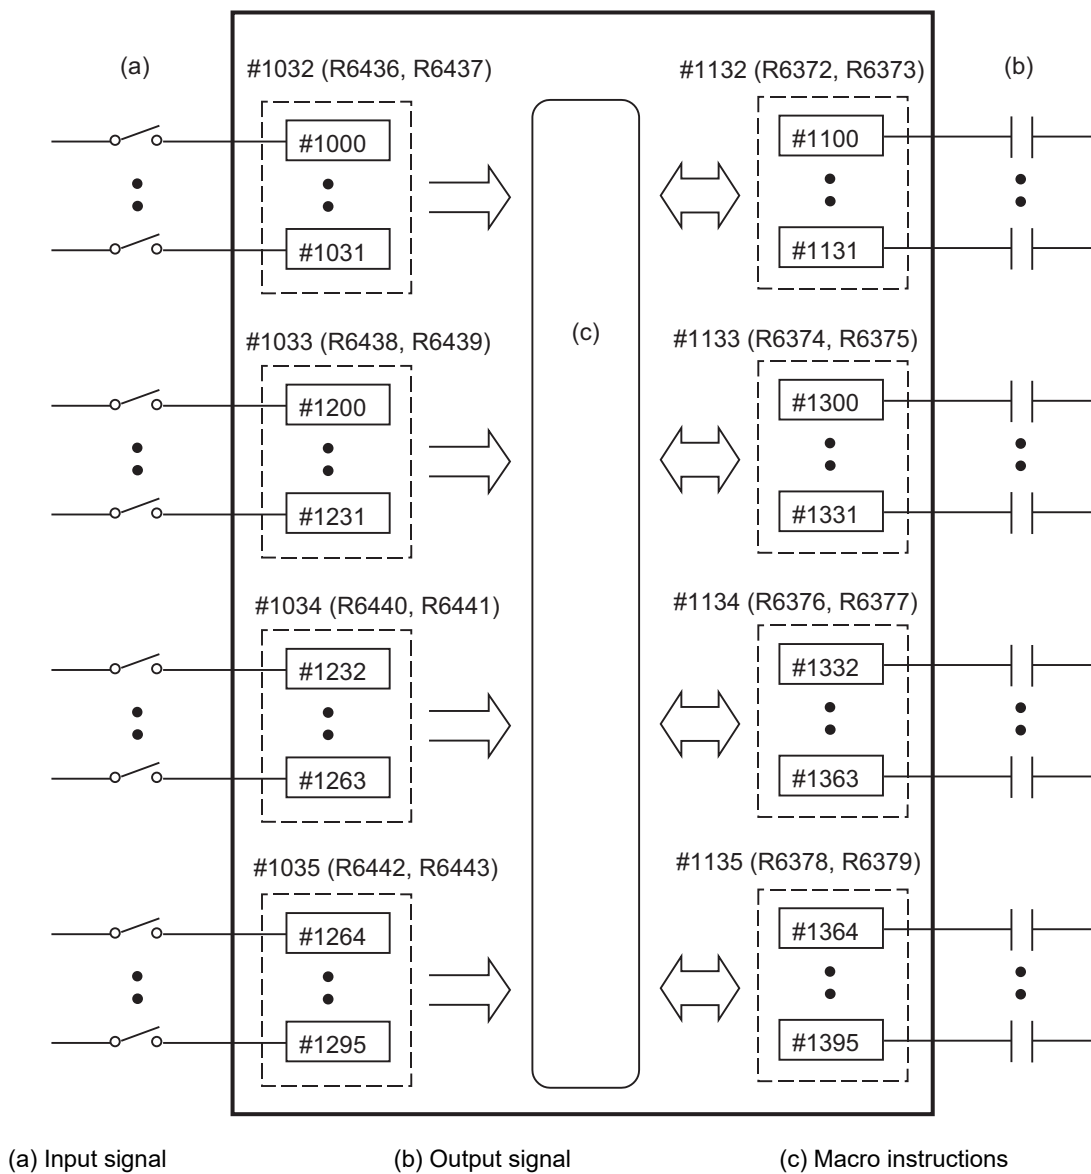 (a)
#1032 (R6436, R6437)
#1132 (R6372, R6373)
(b)
#1000
#1100
#1031
#1131
(c)
#1033 (R6438, R6439)
#1133 (R6374, R6375)
#1200
#1300
#1231
#1331
#1034 (R6440, R6441)
#1134 (R6376, R6377)
#1232
#1332
#1263
#1363
#1035 (R6442, R6443)
#1135 (R6378, R6379)
#1264
#1364
#1295
#1395
(a) Input signal
(b) Output signal
(c) Macro instructions